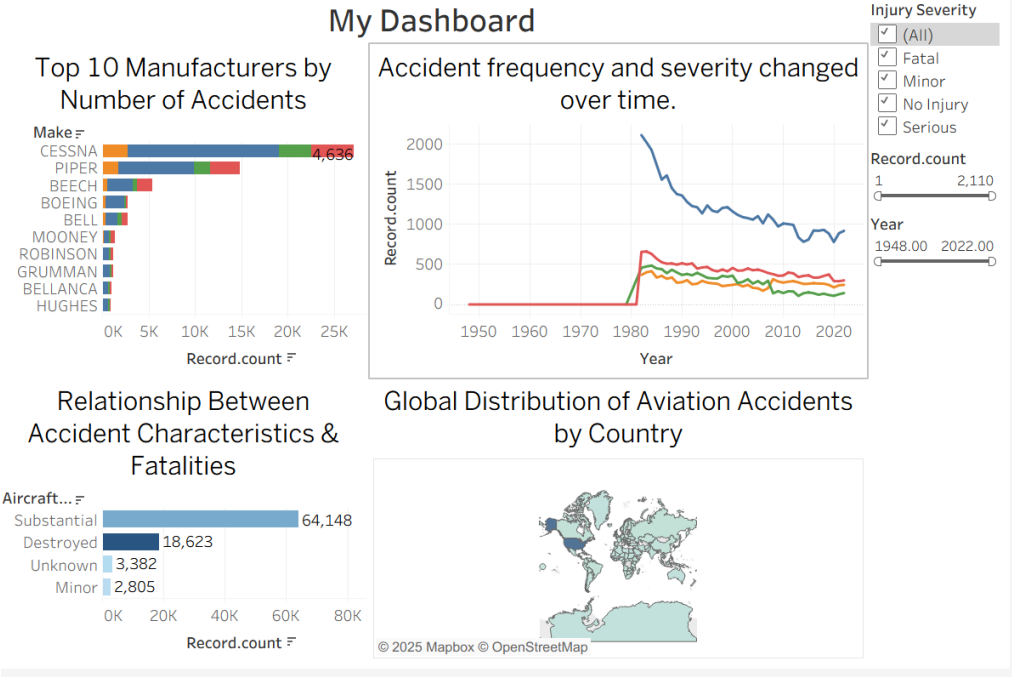 My Dashboard
Injury Severity
(All)
Fatal
Minor
No Injury
Serious
Record.count
1 2,110
Year
1948.00 2022.00
Top 10 Manufacturers by
Number of Accidents
Make
CESSNA 4,636
PIPER
BEECH
BOEING
BELL
MOONEY
ROBINSON
GRUMMAN
BELLANCA
HUGHES
0K 5K 10K 15K 20K 25K
Record.count
Accident frequency and severity changed
over time.
Record.count
2000
1500
1000
500
0
1950 1960 1970 1980 1990 2000 2010 2020
Year
Relationship Between
Accident Characteristics &
Fatalities
Aircraft...
Substantial 64,148
Destroyed 18,623
Unknown 3,382
Minor 2,805
0K 20K 40K 60K 80K
Record.count
Global Distribution of Aviation Accidents
by Country
© 2025 Mapbox © OpenStreetMap